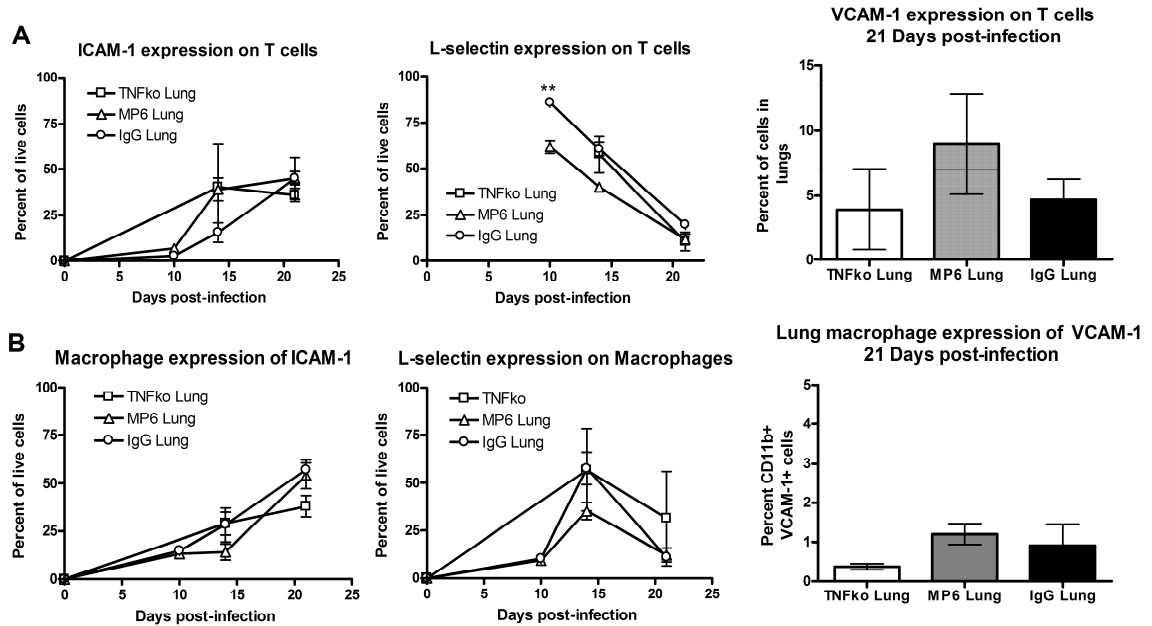 A
ICAM-1 expression on T cells
Percent of live cells
100
75
50
25
0
TNFko Lung
MP6 Lung
IgG Lung
0 5 10 15 20 25
Days post-infection
L-selectin expression on T cells
Percent of live cells
100
75
50
25
0
**
TNFko Lung
MP6 Lung
IgG Lung
0 5 10 15 20
Days post-infection
VCAM-1 expression on T cells
21 Days post-infection
Percent of cells in
lungs
15
10
5
0
TNFko Lung MP6 Lung IgG Lung
B
Macrophage expression of ICAM-1
Percent of live cells
100
75
50
25
0
TNFko Lung
MP6 Lung
IgG Lung
0 5 10 15 20 25
Days post-infection
L-selectin expression on Macrophages
Percent of live cells
100
75
50
25
0
TNFko
MP6 Lung
IgG Lung
0 5 10 15 20 25
Days post-infection
Lung macrophage expression of VCAM-1
21 Days post-infection
Percent CD11b+
VCAM-1+ cells
5
4
3
2
1
0
TNFko Lung MP6 Lung IgG Lung